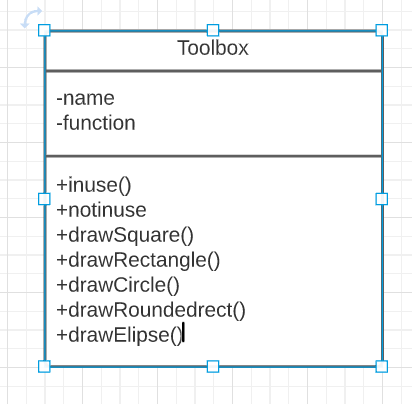 Toolbox
-name
-function
+inuse()
+notinuse
+drawSquare()
+drawRectangle()
+drawCircle()
+drawRoundedrect()
+drawElipse()